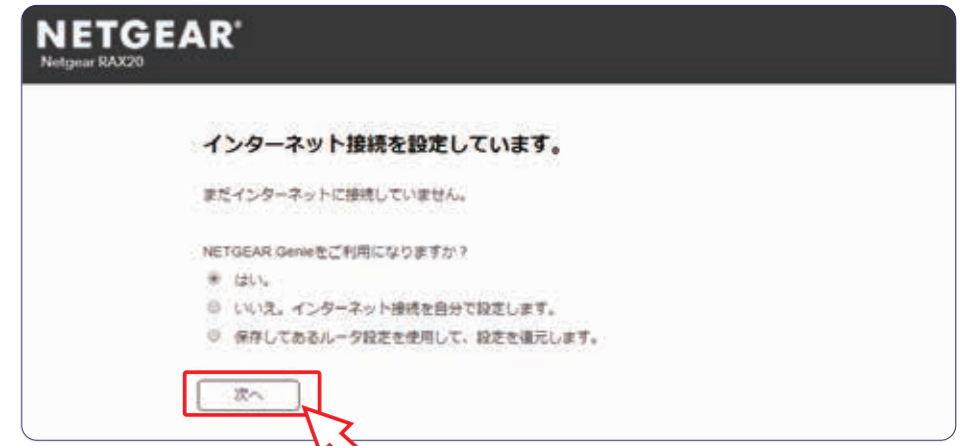 NETGEAR®
Netgear RAX20
インターネット接続を設定しています。
まだインターネットに接続していません。
NETGEAR Genieをご利用になりますか?
はい。
いいえ。インターネット接続を自分で設定します。
保存してあるルータ設定を使用して、設定を復元します。
次へ